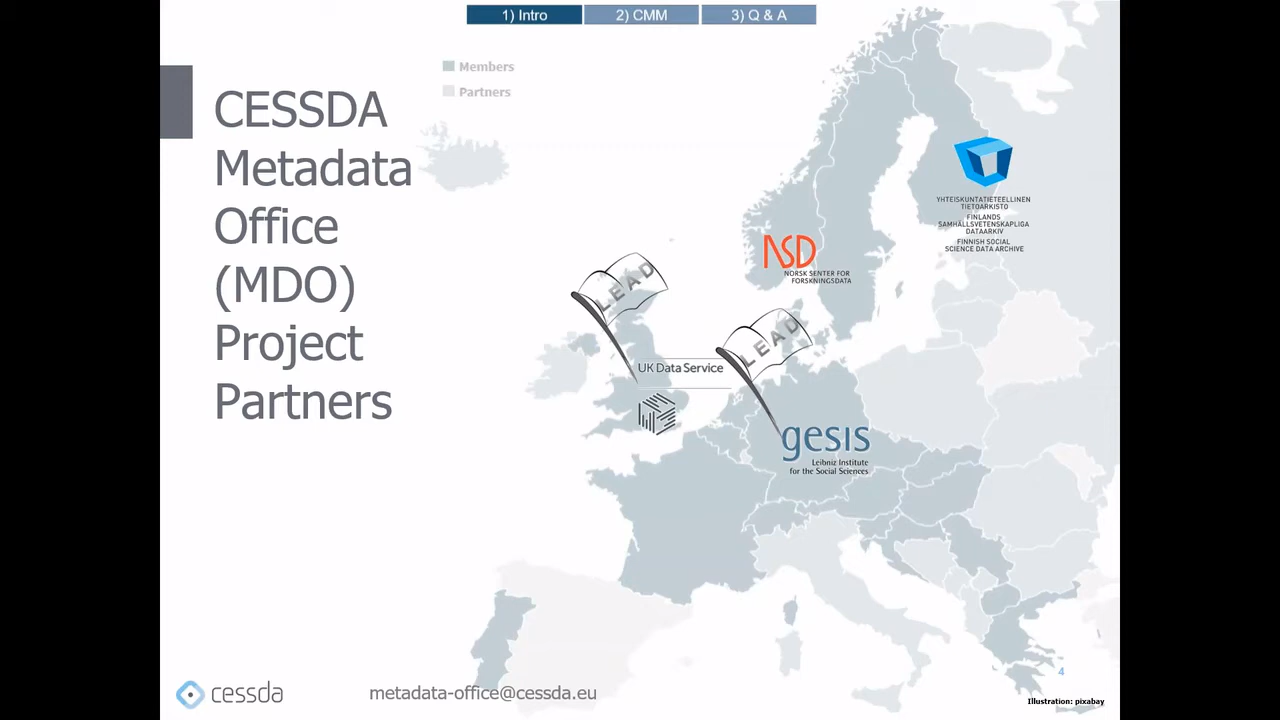 1) Intro
2) CMM
3) Q & A
Members
Partners
CESSDA
Metadata
Office
(MDO)
Project
Partners
YHTEISKUNTATIETEELLINEN
TIETOARKISTO
FINLANDS
SAMHÄLLSVETENSKAPLIGA
DATAARKIV
FINNISH SOCIAL
SCIENCE DATA ARCHIVE
NSD
NORSK SENTER FOR
FORSKNINGSDATA
LEAD
LEAD
UK Data Service
gesis
Leibniz Institute
for the Social Sciences
4
cessda
metadata-office@cessda.eu
Illustration: pixabay